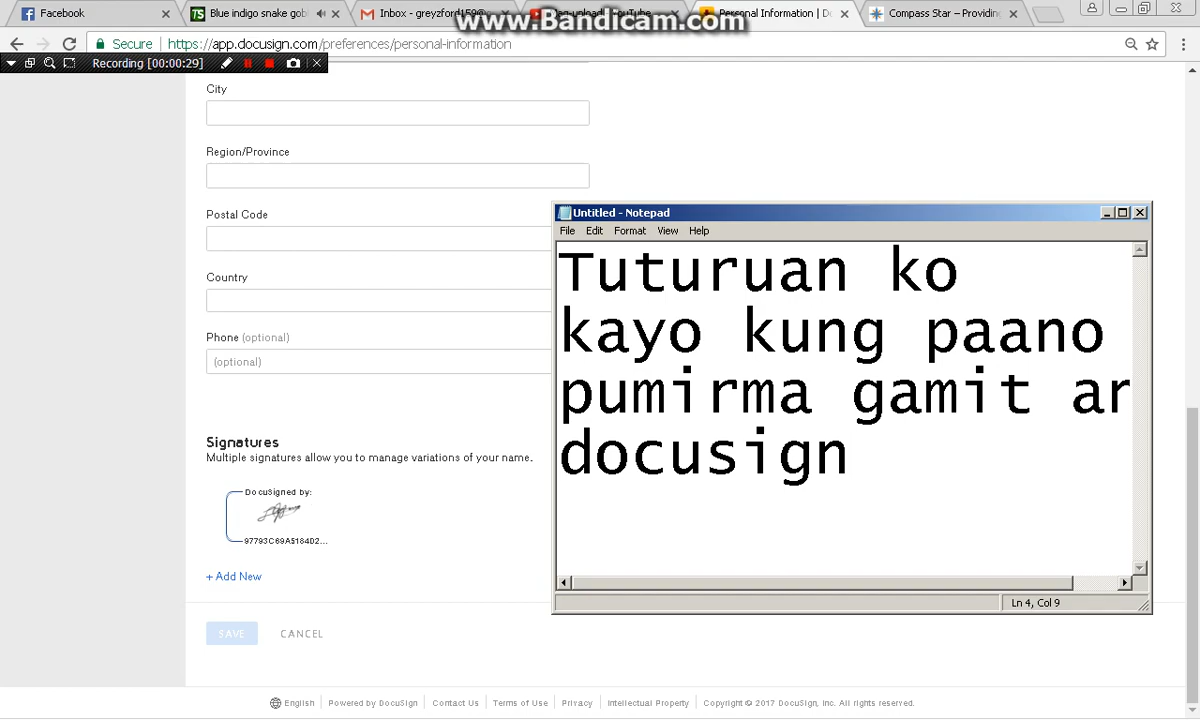 Facebook
Blue indigo snake gob
Inbox - greyzford159@
Personal Information | Do
Compass Star – Providin
www.Bandicam.com
Secure
https://app.docusign.com/preferences/personal-information
Recording [00:00:29]
City
Region/Province
Postal Code
Country
Phone (optional)
(optional)
Signatures
Multiple signatures allow you to manage variations of your name.
DocuSigned by:
97793C69A5184D2...
+ Add New
SAVE
CANCEL
Untitled - Notepad
File Edit Format View Help
Tuturuan ko
kayo kung paano
pumirma gamit an
docusign
Ln 4, Col 9
English Powered by DocuSign Contact Us Terms of Use Privacy Intellectual Property Copyright © 2017 DocuSign, Inc. All rights reserved.